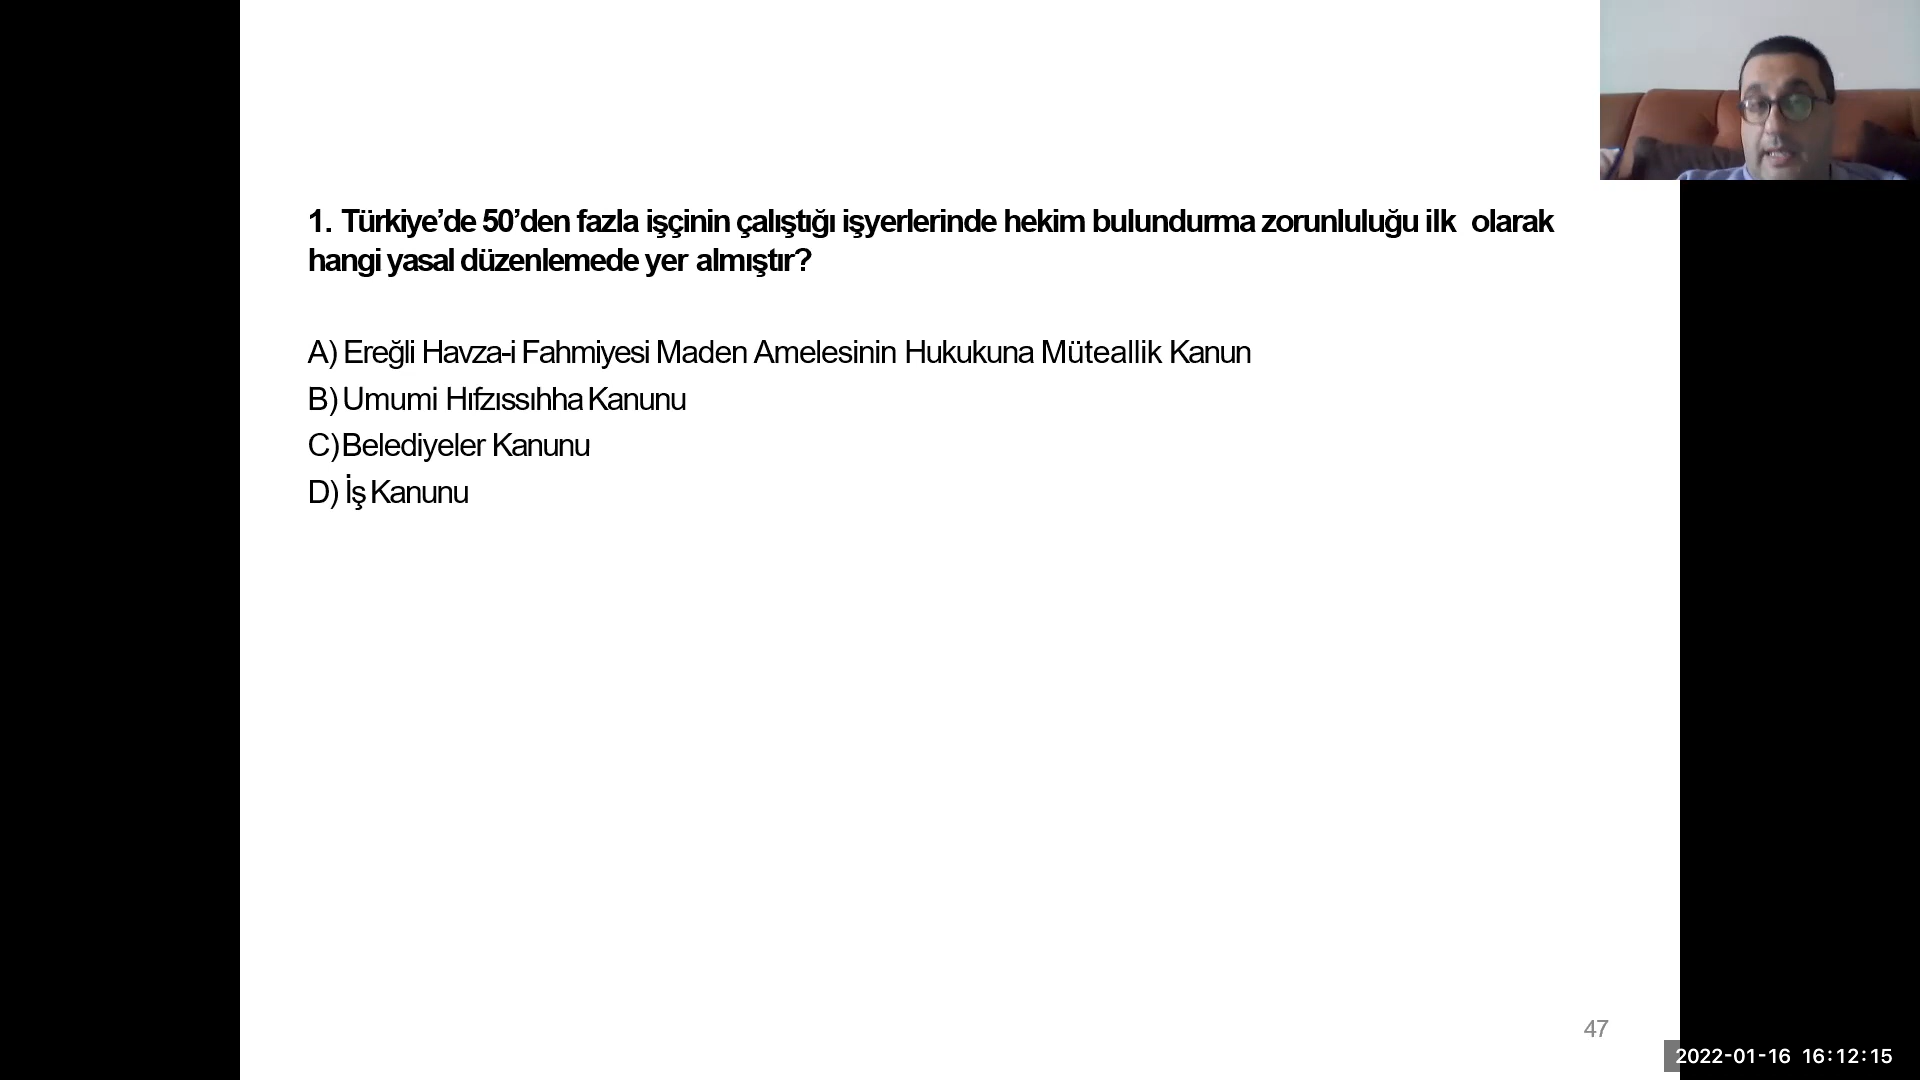 1. Türkiye’de 50’den fazla işçinin çalıştığı işyerlerinde hekim bulundurma zorunluluğu ilk olarak
hangi yasal düzenlemede yer almıştır?
A) Ereğli Havza-i Fahmiyesi Maden Amelesinin Hukukuna Müteallik Kanun
B) Umumi Hıfzıssıhha Kanunu
C) Belediyeler Kanunu
D) İş Kanunu
47
2022-01-16 16:12:15